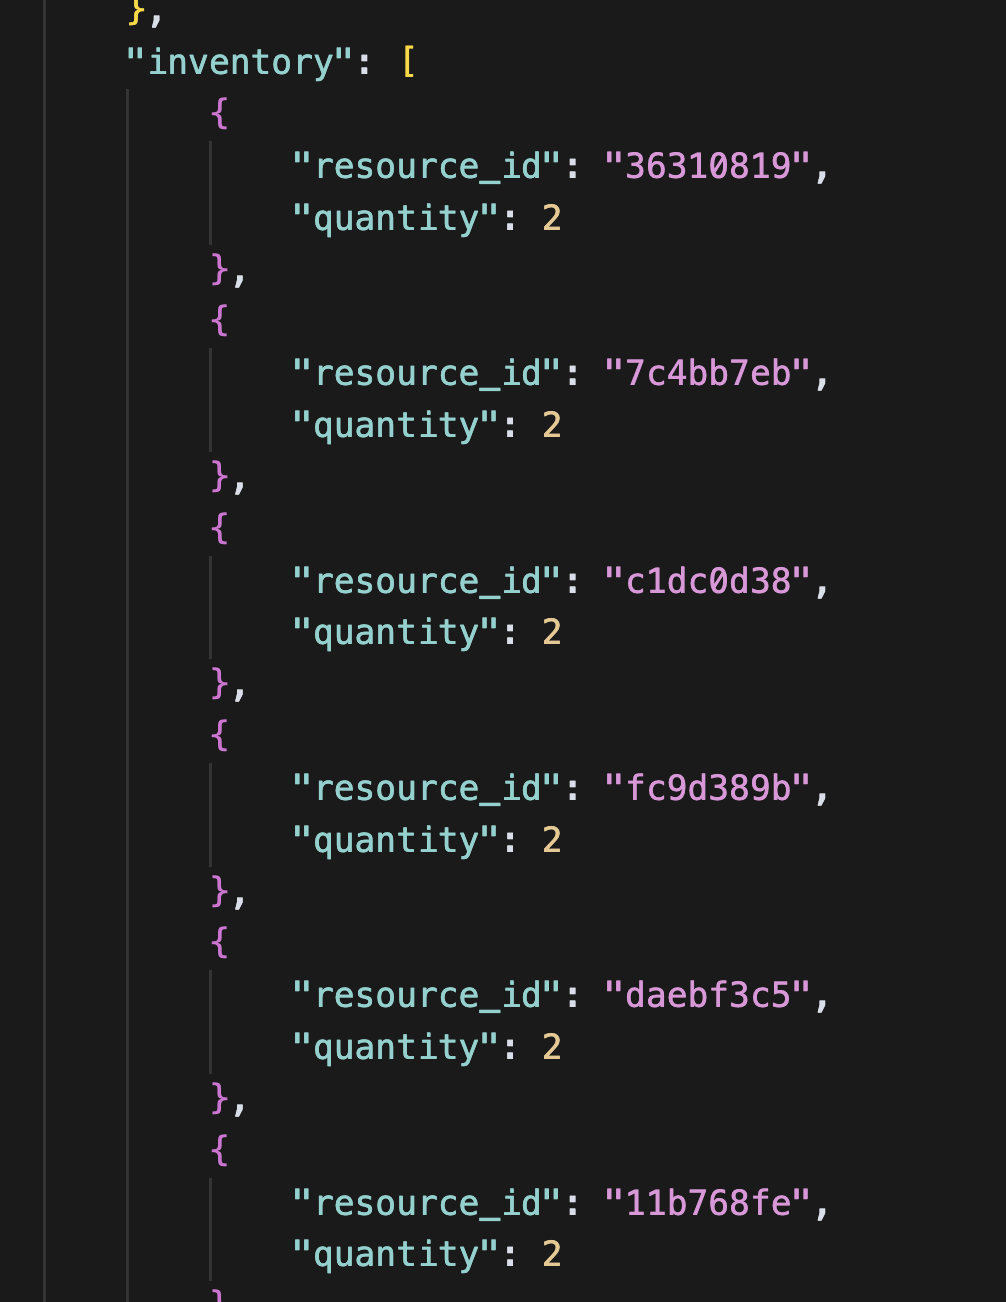 },
"inventory": [
{
"resource_id": "36310819",
"quantity": 2
},
{
"resource_id": "7c4bb7eb",
"quantity": 2
},
{
"resource_id": "c1dc0d38",
"quantity": 2
},
{
"resource_id": "fc9d389b",
"quantity": 2
},
{
"resource_id": "daebf3c5",
"quantity": 2
},
{
"resource_id": "11b768fe",
"quantity": 2
}